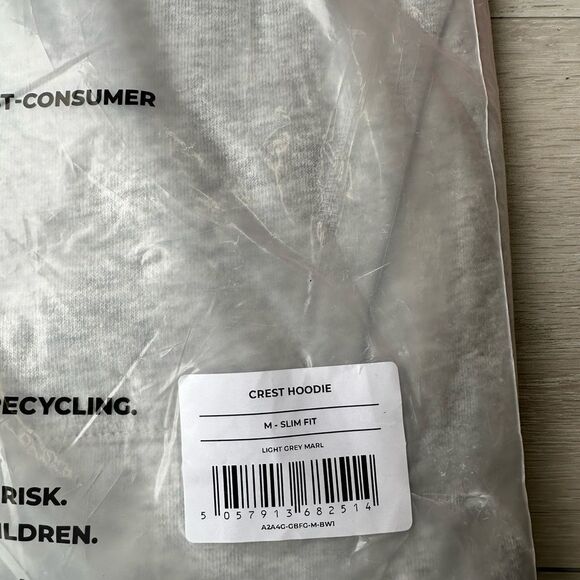 T-CONSUMER
RECYCLING.
RISK.
ILDREN.
CREST HOODIE
M - SLIM FIT
LIGHT GREY MARL
5 057913 682514
A2A4G-GBFG-M-BW1